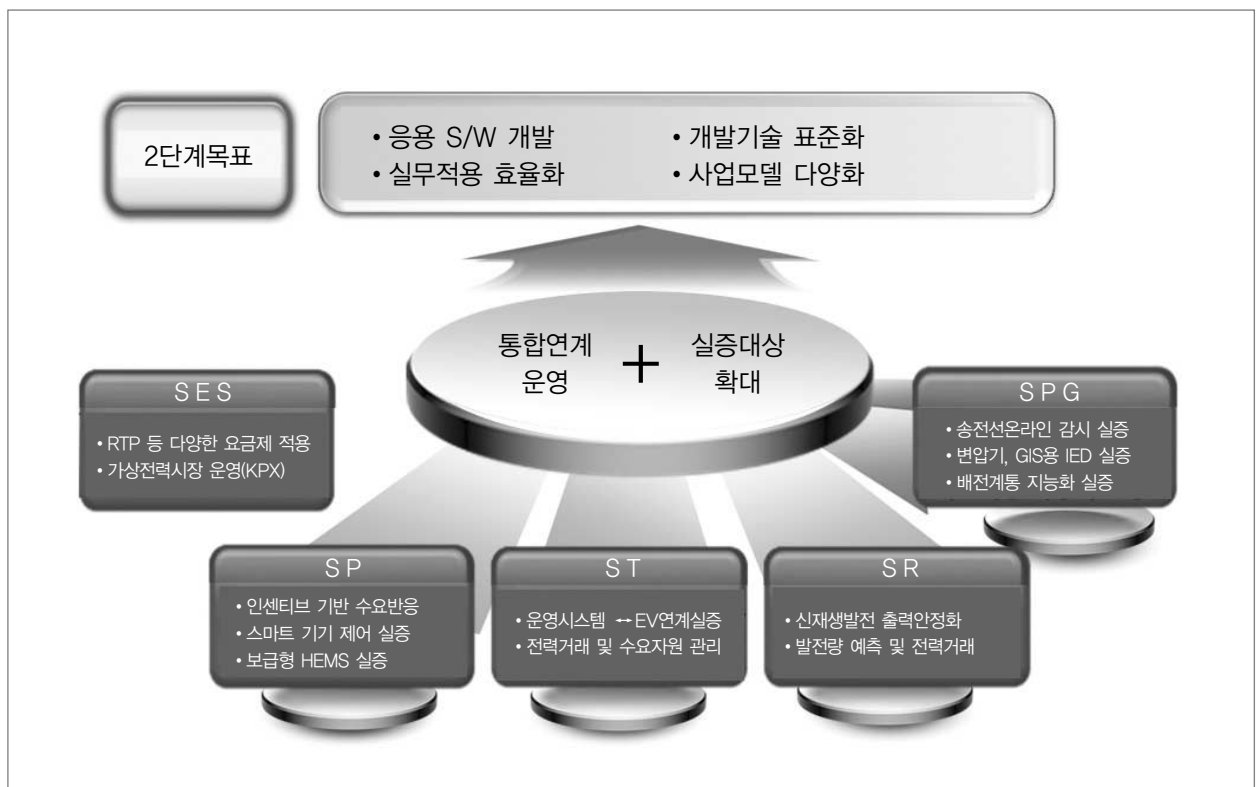 2단계목표
• 응용 S/W 개발
• 실무적용 효율화
• 개발기술 표준화
• 사업모델 다양화
통합연계
운영
+
실증대상
확대
SES
• RTP 등 다양한 요금제 적용
• 가상전력시장 운영(KPX)
SPG
• 송전선온라인 감시 실증
• 변압기, GIS용 IED 실증
• 배전계통 지능화 실증
SP
• 인센티브 기반 수요반응
• 스마트 기기 제어 실증
• 보급형 HEMS 실증
ST
• 운영시스템 ↔EV연계실증
• 전력거래 및 수요자원 관리
SR
• 신재생발전 출력안정화
• 발전량 예측 및 전력거래